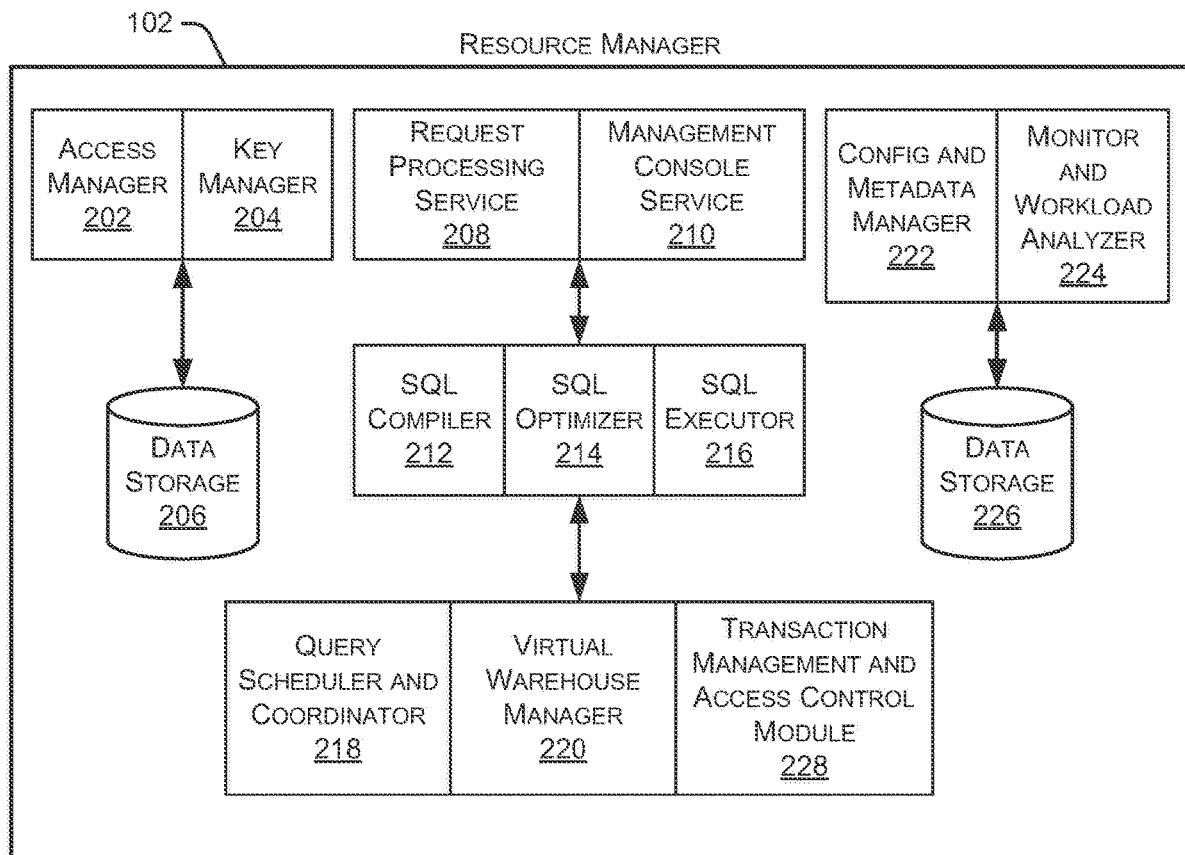 102
RESOURCE MANAGER
ACCESS
MANAGER
202
KEY
MANAGER
204
REQUEST
PROCESSING
SERVICE
208
MANAGEMENT
CONSOLE
SERVICE
210
CONFIG AND
METADATA
MANAGER
222
MONITOR
AND
WORKLOAD
ANALYZER
224
SQL
COMPILER
212
SQL
OPTIMIZER
214
SQL
EXECUTOR
216
DATA
STORAGE
206
DATA
STORAGE
226
QUERY
SCHEDULER AND
COORDINATOR
218
VIRTUAL
WAREHOUSE
MANAGER
220
TRANSACTION
MANAGEMENT AND
ACCESS CONTROL
MODULE
228